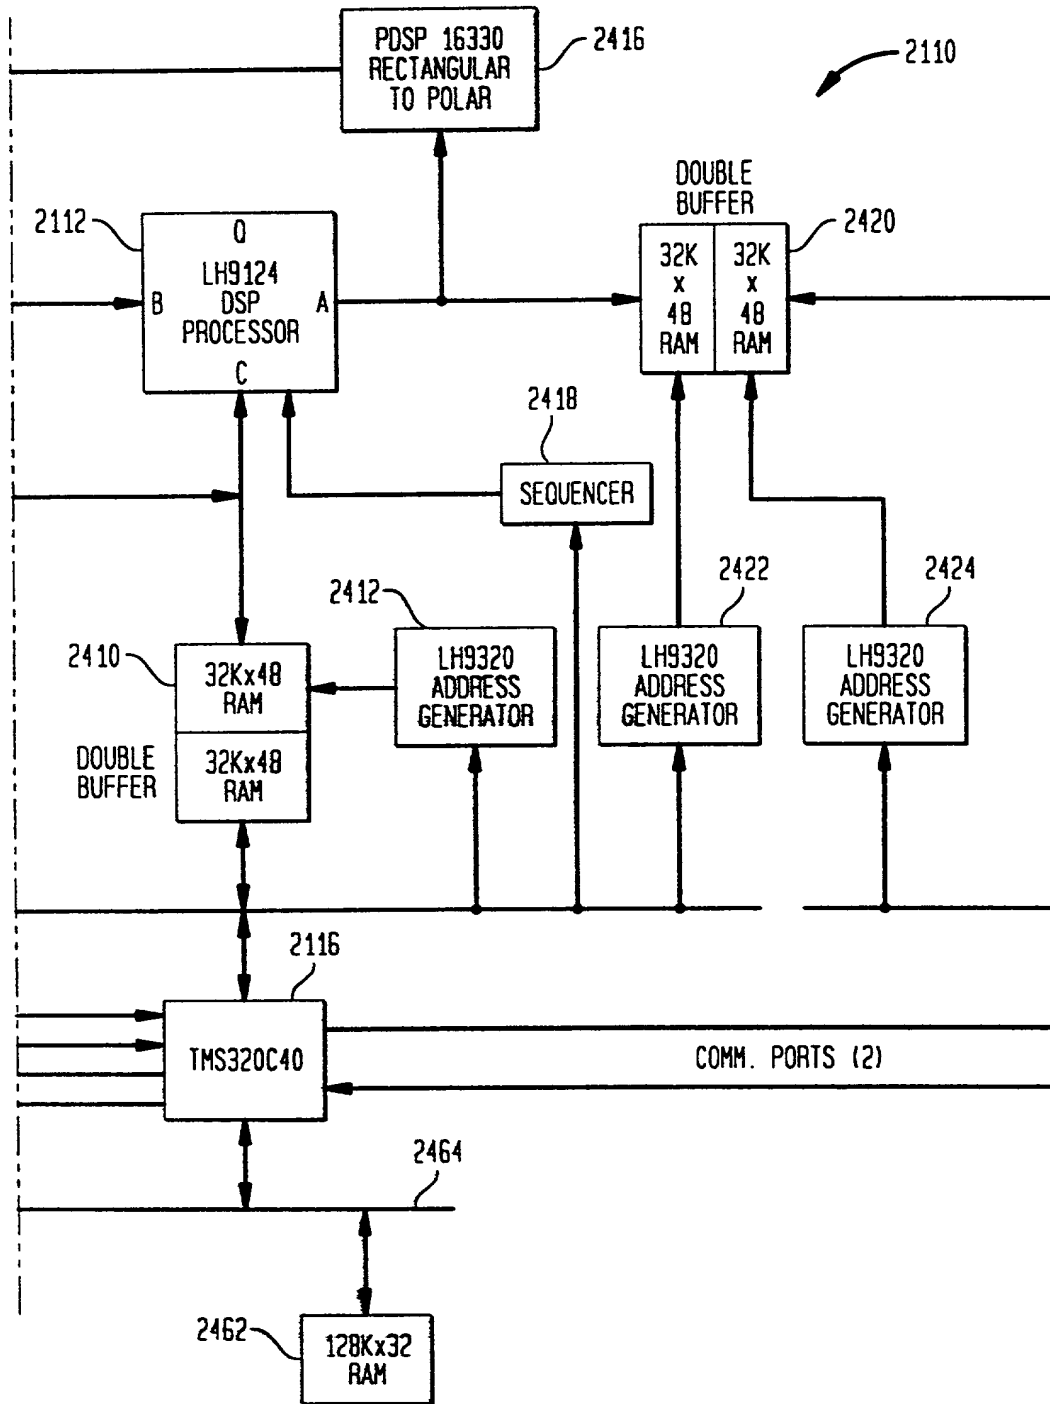 PDSP 16330
RECTANGULAR
TO POLAR
2416
2110
DOUBLE
BUFFER
2420
32K
x
48
RAM
32K
x
48
RAM
2112
Q
LH9124
DSP
PROCESSOR
B
A
C
2418
SEQUENCER
2412
LH9320
ADDRESS
GENERATOR
2422
LH9320
ADDRESS
GENERATOR
2424
LH9320
ADDRESS
GENERATOR
2410
32Kx48
RAM
32Kx48
RAM
DOUBLE
BUFFER
2116
TMS320C40
COMM. PORTS (2)
2464
2462
128Kx32
RAM